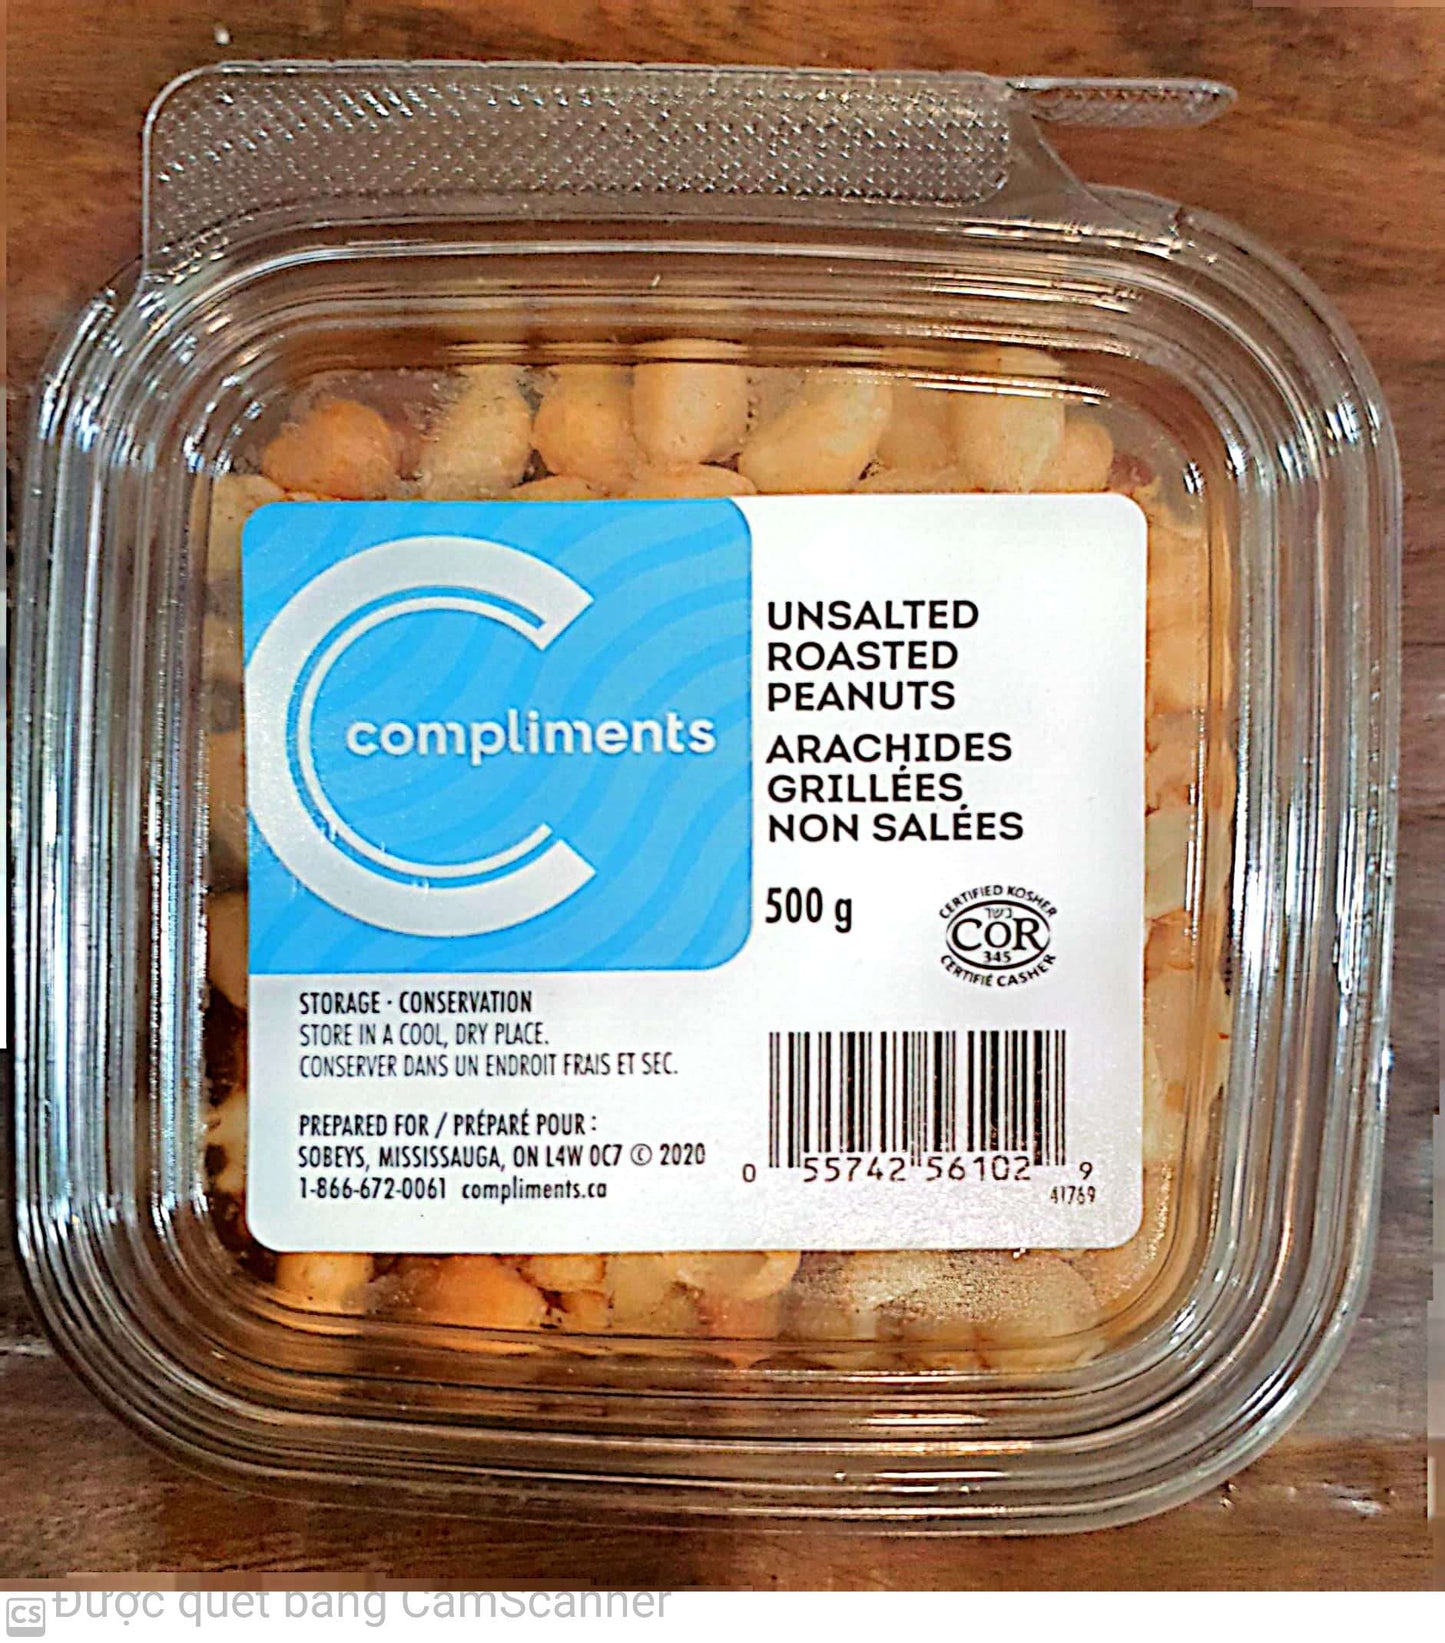 compliments
UNSALTED
ROASTED
PEANUTS
ARACHIDES
GRILLÉES
NON SALÉES
500 g
CERTIFIED KOSHER
כשר
COR
345
CERTIFIÉ CASHER
STORAGE · CONSERVATION
STORE IN A COOL, DRY PLACE.
CONSERVER DANS UN ENDROIT FRAIS ET SEC.
PREPARED FOR / PRÉPARÉ POUR :
SOBEYS, MISSISSAUGA, ON L4W 0C7 © 2020
1-866-672-0061 compliments.ca
0 55742 56102 9
41769
CS Được quét bằng CamScanner